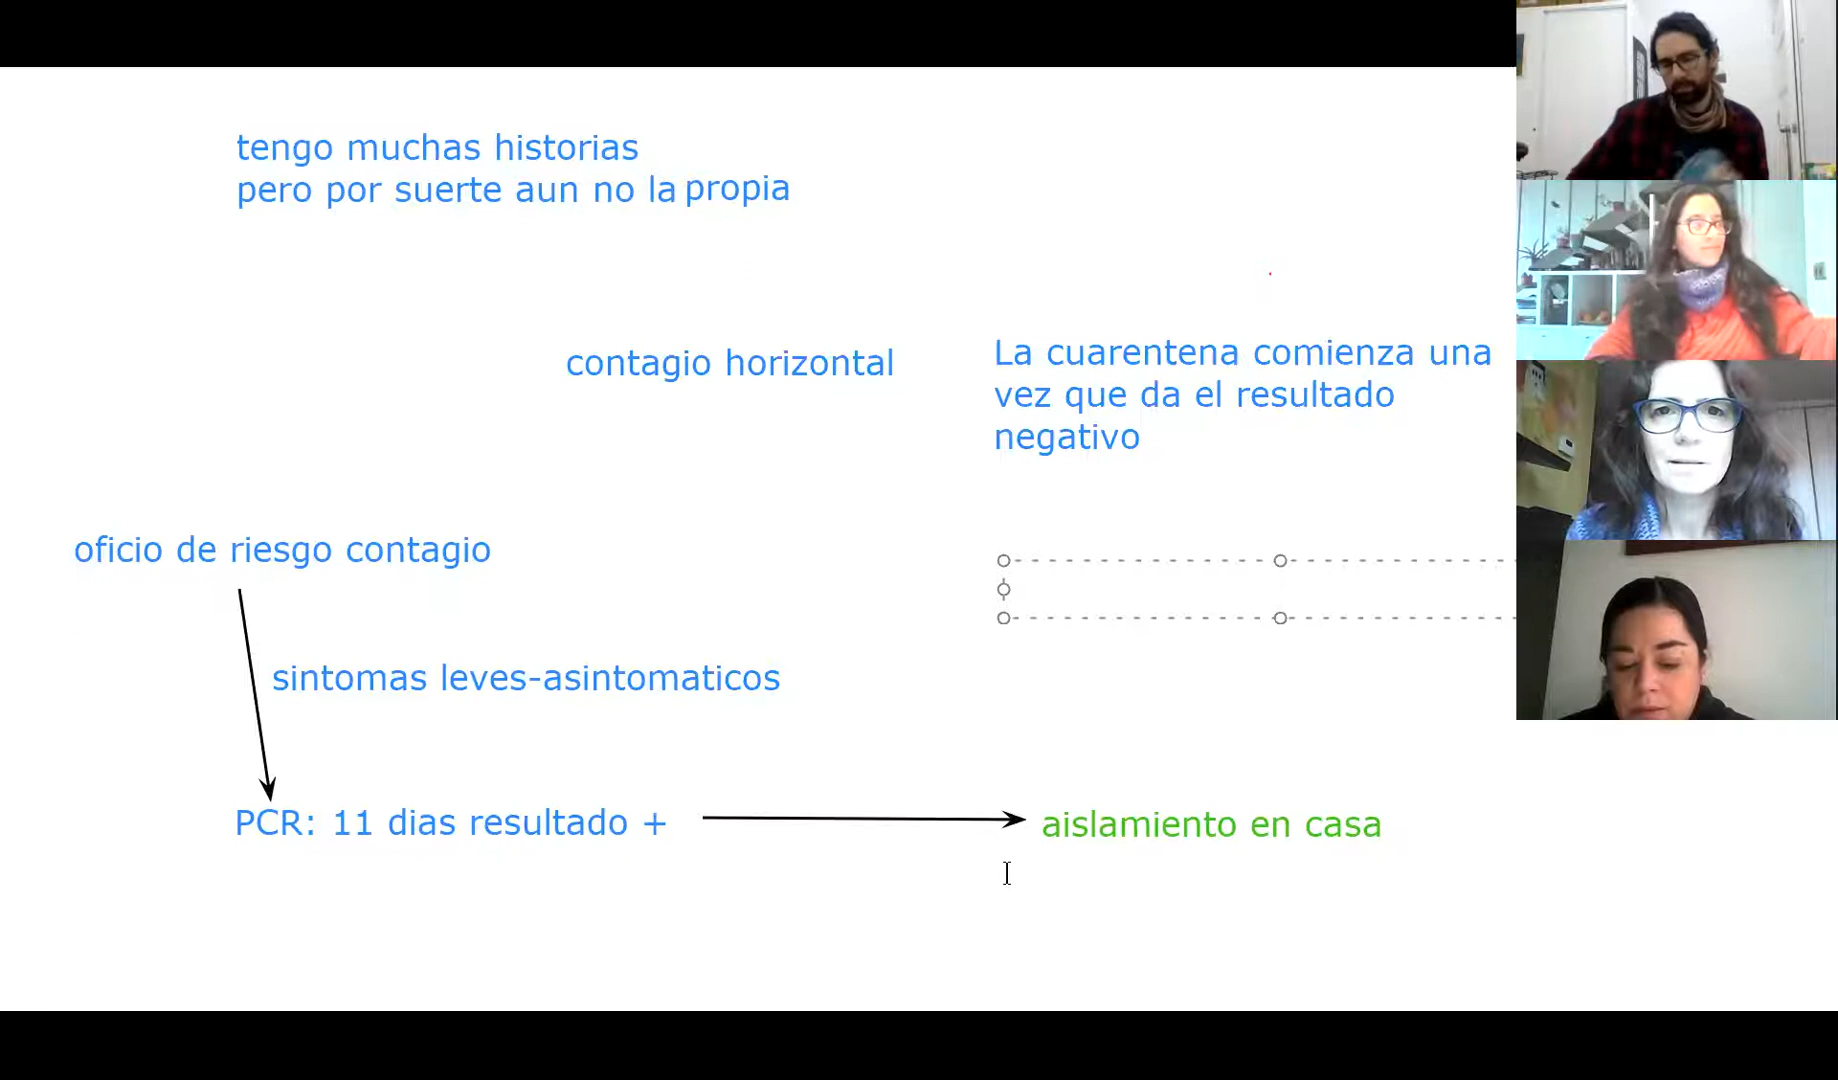 tengo muchas historias
pero por suerte aun no la propia
contagio horizontal
La cuarentena comienza una
vez que da el resultado
negativo
oficio de riesgo contagio
sintomas leves-asintomaticos
PCR: 11 dias resultado +
aislamiento en casa